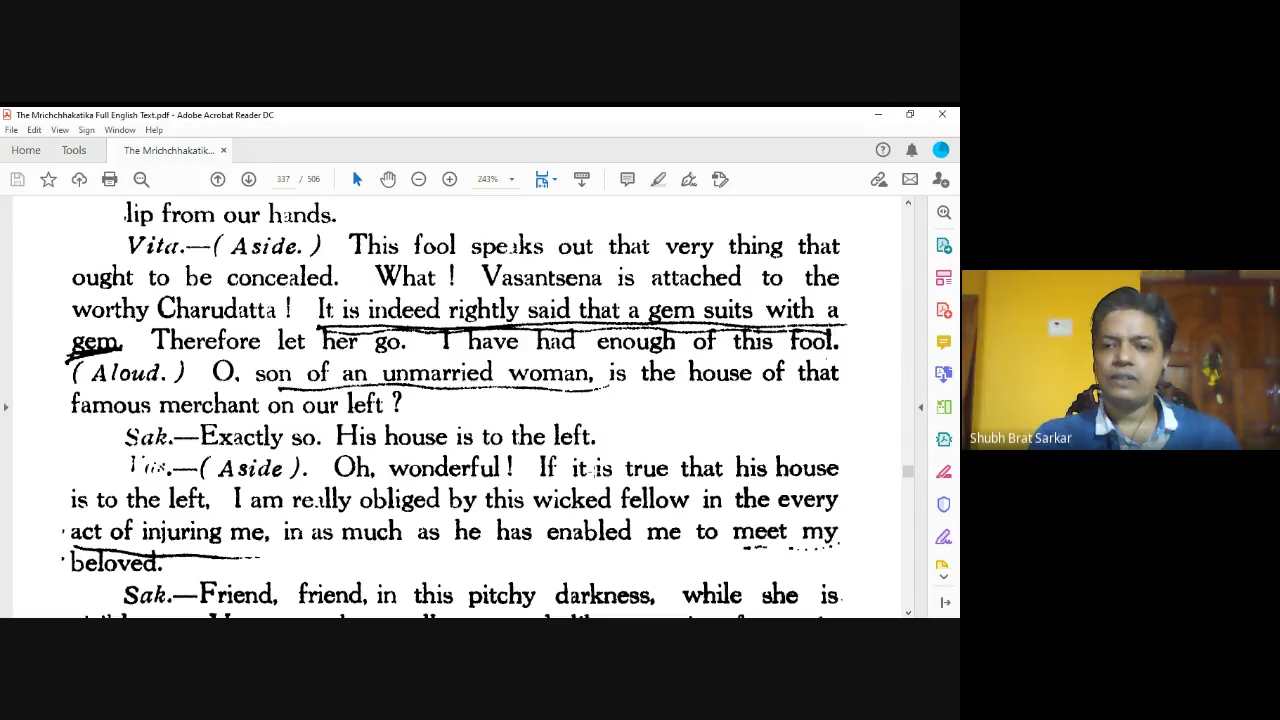 The Mrichchhakatika Full English Text.pdf - Adobe Acrobat Reader DC
File Edit View Sign Window Help
Home Tools The Mrichchhakatik... ×
337 / 506 243%
lip from our hands.
Vita.—( Aside. ) This fool speaks out that very thing that
ought to be concealed. What ! Vasantsena is attached to the
worthy Charudatta ! It is indeed rightly said that a gem suits with a
gem. Therefore let her go. I have had enough of this fool.
( Aloud. ) O, son of an unmarried woman, is the house of that
famous merchant on our left ?
Sak.—Exactly so. His house is to the left.
Vas.—( Aside ). Oh, wonderful ! If it is true that his house
is to the left, I am really obliged by this wicked fellow in the every
act of injuring me, in as much as he has enabled me to meet my
beloved.
Sak.—Friend, friend, in this pitchy darkness, while she is
Shubh Brat Sarkar